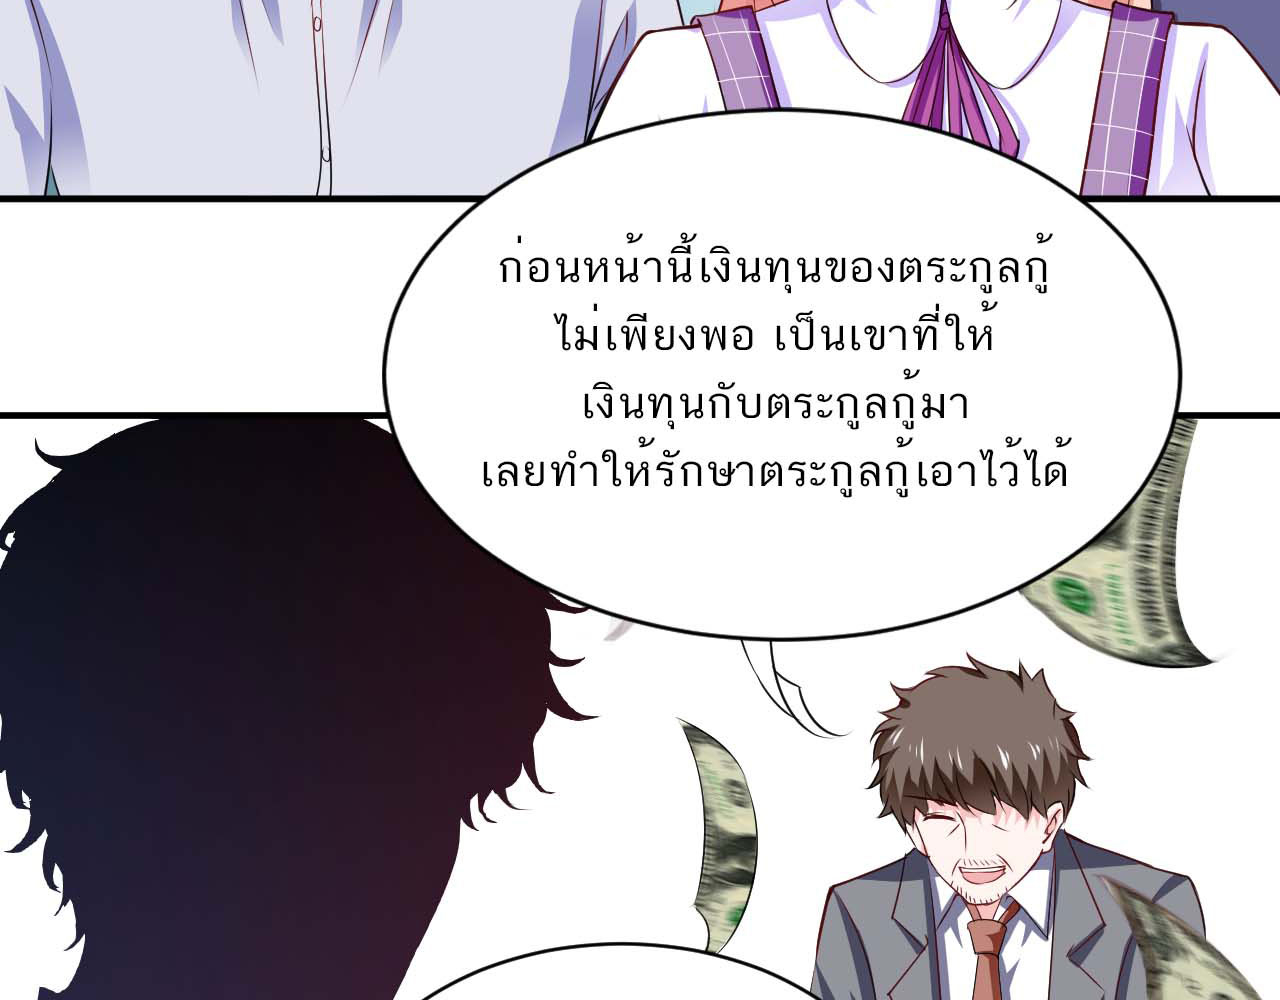 ก่อนหน้านี้เงินทุนของตระกูลกู้
ไม่เพียงพอ เป็นเขาที่ให้
เงินทุนกับตระกูลกู้มา
เลยทำให้รักษาตระกูลกู้เอาไว้ได้